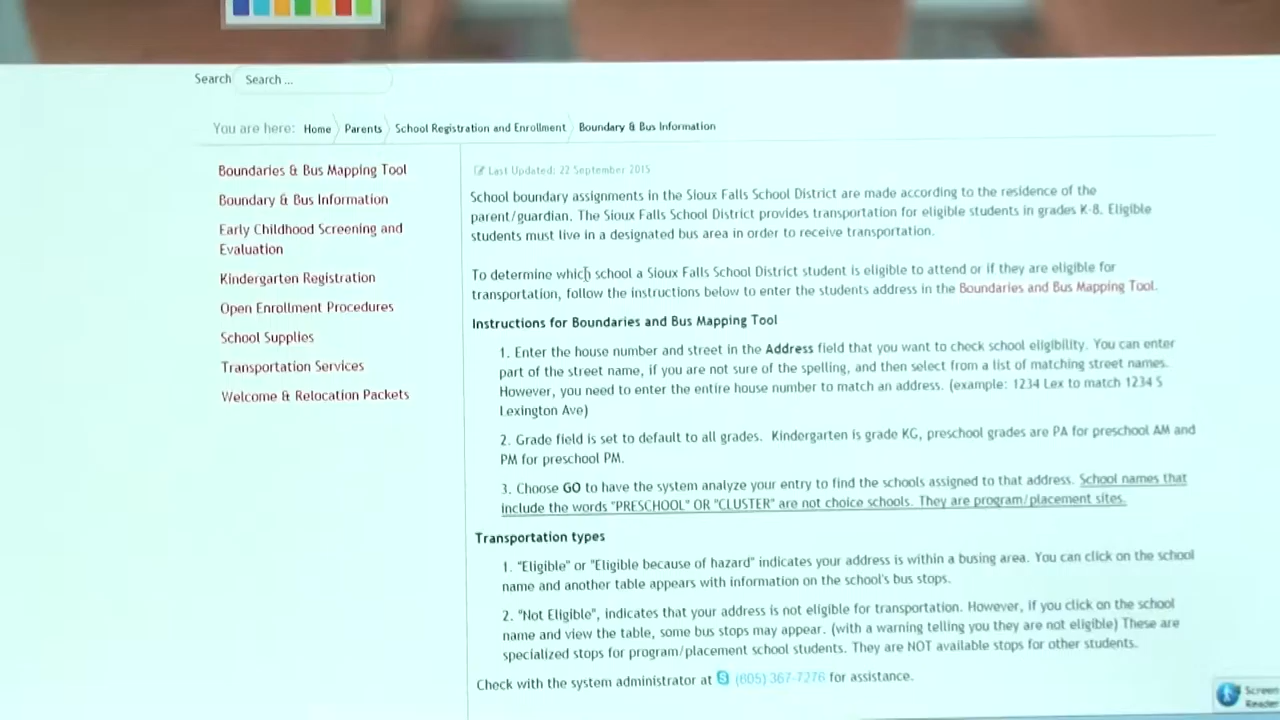 Search Search ...
You are here: Home Parents School Registration and Enrollment Boundary & Bus Information
Boundaries & Bus Mapping Tool
Boundary & Bus Information
Early Childhood Screening and
Evaluation
Kindergarten Registration
Open Enrollment Procedures
School Supplies
Transportation Services
Welcome & Relocation Packets
Last Updated: 22 September 2015
School boundary assignments in the Sioux Falls School District are made according to the residence of the
parent/guardian. The Sioux Falls School District provides transportation for eligible students in grades K-8. Eligible
students must live in a designated bus area in order to receive transportation.
To determine which school a Sioux Falls School District student is eligible to attend or if they are eligible for
transportation, follow the instructions below to enter the students address in the Boundaries and Bus Mapping Tool.
Instructions for Boundaries and Bus Mapping Tool
1. Enter the house number and street in the Address field that you want to check school eligibility. You can enter
part of the street name, if you are not sure of the spelling, and then select from a list of matching street names.
However, you need to enter the entire house number to match an address. (example: 1234 Lex to match 1234 S
Lexington Ave)
2. Grade field is set to default to all grades. Kindergarten is grade KG, preschool grades are PA for preschool AM and
PM for preschool PM.
3. Choose GO to have the system analyze your entry to find the schools assigned to that address. School names that
include the words "PRESCHOOL" OR "CLUSTER" are not choice schools. They are program/placement sites.
Transportation types
1. "Eligible" or "Eligible because of hazard" indicates your address is within a busing area. You can click on the school
name and another table appears with information on the school's bus stops.
2. "Not Eligible", indicates that your address is not eligible for transportation. However, if you click on the school
name and view the table, some bus stops may appear. (with a warning telling you they are not eligible) These are
specialized stops for program/placement school students. They are NOT available stops for other students.
Check with the system administrator at (605) 367-7276 for assistance.
Screen
Reader